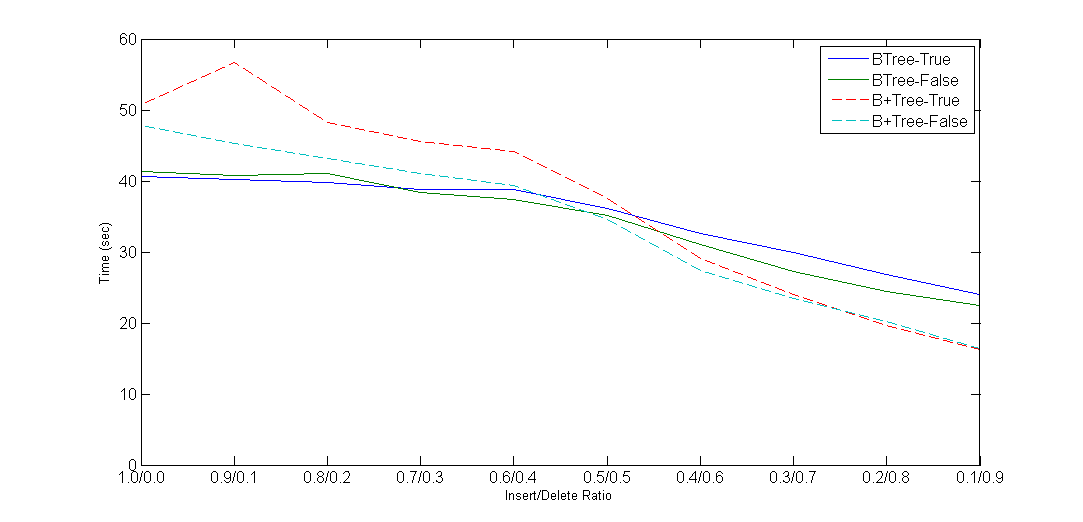 60
50
40
30
20
10
0
Time (sec)
BTree-True
BTree-False
B+Tree-True
B+Tree-False
1.0/0.0 0.9/0.1 0.8/0.2 0.7/0.3 0.6/0.4 0.5/0.5 0.4/0.6 0.3/0.7 0.2/0.8 0.1/0.9
Insert/Delete Ratio